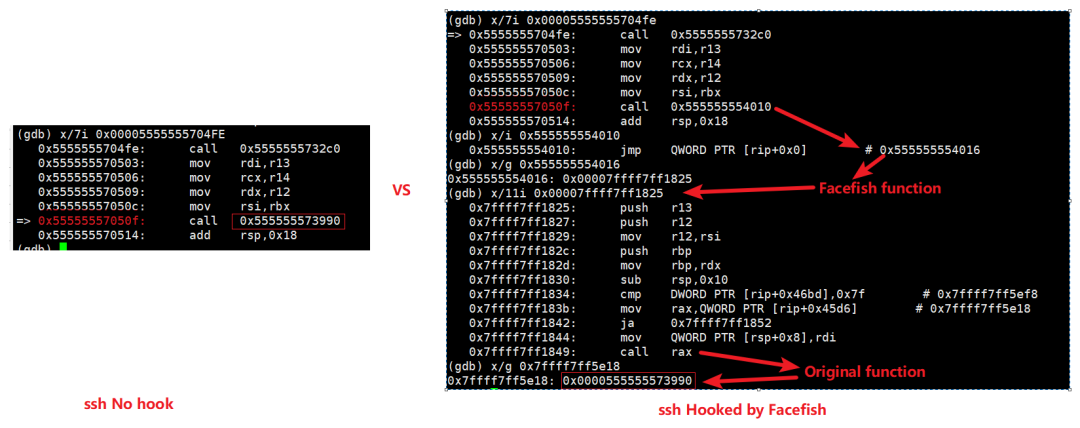 (gdb) x/7i 0x00005555555704FE
0x5555555704fe: call 0x5555555732c0
0x555555570503: mov rdi,r13
0x555555570506: mov rcx,r14
0x555555570509: mov rdx,r12
0x55555557050c: mov rsi,rbx
=> 0x55555557050f: call 0x555555573990
0x555555570514: add rsp,0x18
(gdb)
ssh No hook
VS
(gdb) x/7i 0x00005555555704fe
=> 0x5555555704fe: call 0x5555555732c0
0x555555570503: mov rdi,r13
0x555555570506: mov rcx,r14
0x555555570509: mov rdx,r12
0x55555557050c: mov rsi,rbx
0x55555557050f: call 0x555555554010
0x555555570514: add rsp,0x18
(gdb) x/i 0x555555554010
0x555555554010: jmp QWORD PTR [rip+0x0] # 0x555555554016
(gdb) x/g 0x555555554016
0x555555554016: 0x00007ffff7ff1825
Facefish function
(gdb) x/11i 0x00007ffff7ff1825
0x7ffff7ff1825: push r13
0x7ffff7ff1827: push r12
0x7ffff7ff1829: mov r12,rsi
0x7ffff7ff182c: push rbp
0x7ffff7ff182d: mov rbp,rdx
0x7ffff7ff1830: sub rsp,0x10
0x7ffff7ff1834: cmp DWORD PTR [rip+0x46bd],0x7f # 0x7ffff7ff5ef8
0x7ffff7ff183b: mov rax,QWORD PTR [rip+0x45d6] # 0x7ffff7ff5e18
0x7ffff7ff1842: ja 0x7ffff7ff1852
0x7ffff7ff1844: mov QWORD PTR [rsp+0x8],rdi
0x7ffff7ff1849: call rax
(gdb) x/g 0x7ffff7ff5e18
Original function
0x7ffff7ff5e18: 0x0000555555573990
ssh Hooked by Facefish